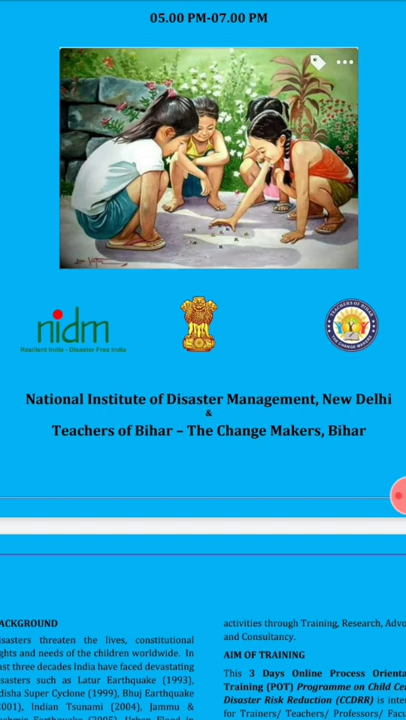 05.00 PM-07.00 PM
nidm
Resilient India - Disaster Free India
TEACHERS OF BIHAR
THE CHANGE MAKERS
National Institute of Disaster Management, New Delhi
&
Teachers of Bihar – The Change Makers, Bihar
ACKGROUND
isasters threaten the lives, constitutional
ghts and needs of the children worldwide. In
ast three decades India have faced devastating
sasters such as Latur Earthquake (1993),
disha Super Cyclone (1999), Bhuj Earthquake
001), Indian Tsunami (2004), Jammu &
activities through Training, Research, Advo
and Consultancy.
AIM OF TRAINING
This 3 Days Online Process Orienta
Training (POT) Programme on Child Ce
Disaster Risk Reduction (CCDRR) is inten
for Trainers/ Teachers/ Professors/ Facu